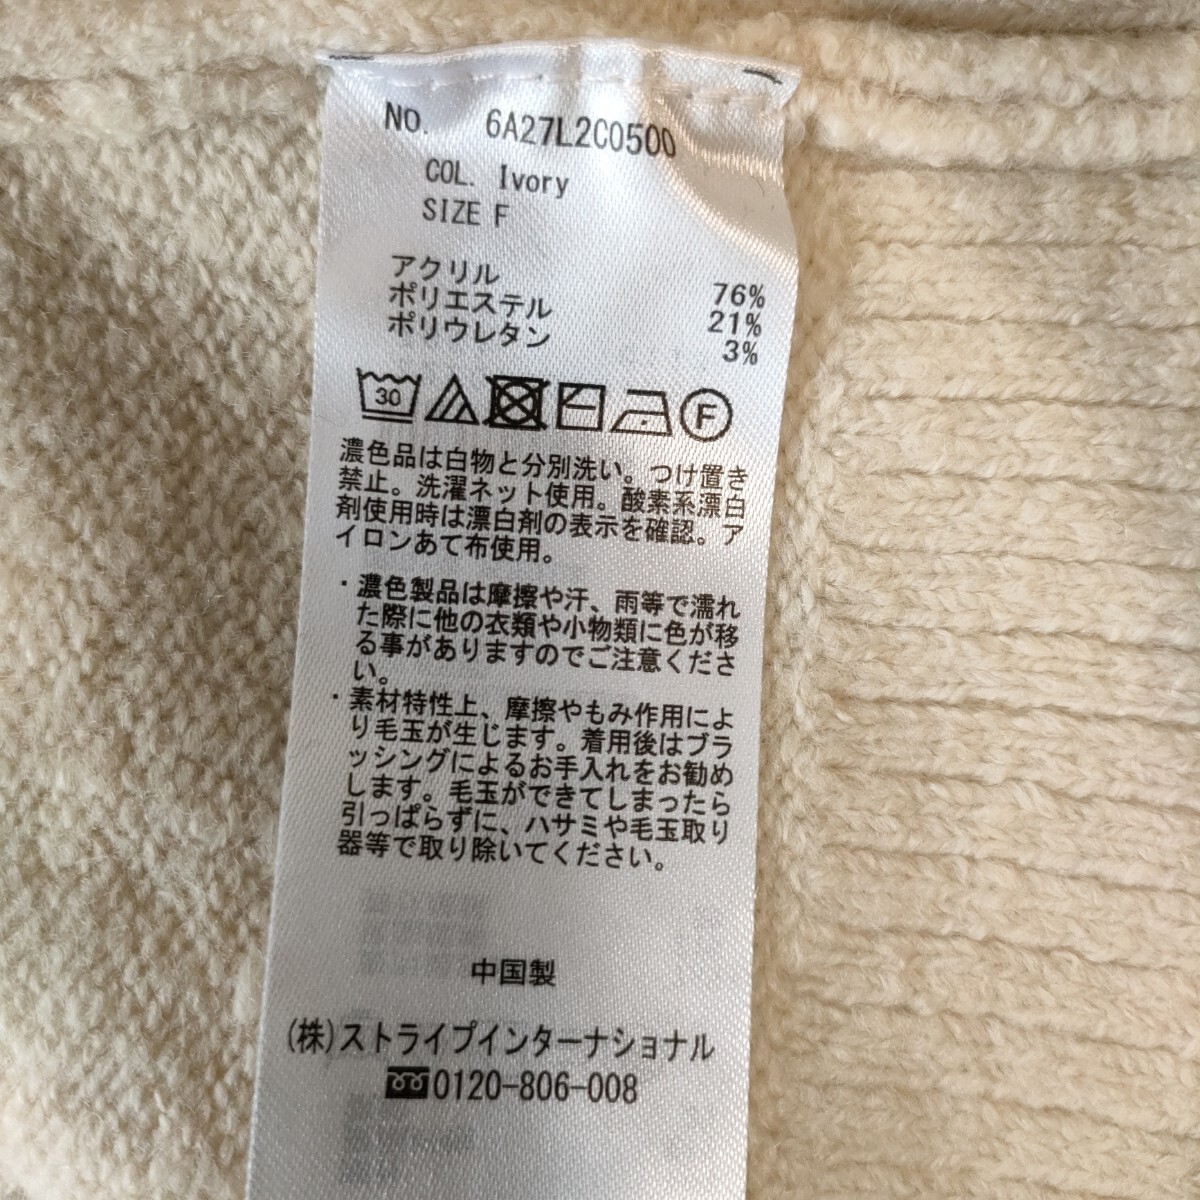 NO. 6A27L2C0500
COL. Ivory
SIZE F
アクリル 76%
ポリエステル 21%
ポリウレタン 3%
30 F
濃色品は白物と分別洗い。つけ置き
禁止。洗濯ネット使用。酸素系漂白
剤使用時は漂白剤の表示を確認。ア
イロンあて布使用。
・濃色製品は摩擦や汗、雨等で濡れ
た際に他の衣類や小物類に色が移
る事がありますのでご注意くださ
い。
・素材特性上、摩擦やもみ作用によ
り毛玉が生じます。着用後はブラ
ッシングによるお手入れをお勧め
します。毛玉ができてしまったら
引っぱらずに、ハサミや毛玉取り
器等で取り除いてください。
中国製
(株)ストライプインターナショナル
0120-806-008